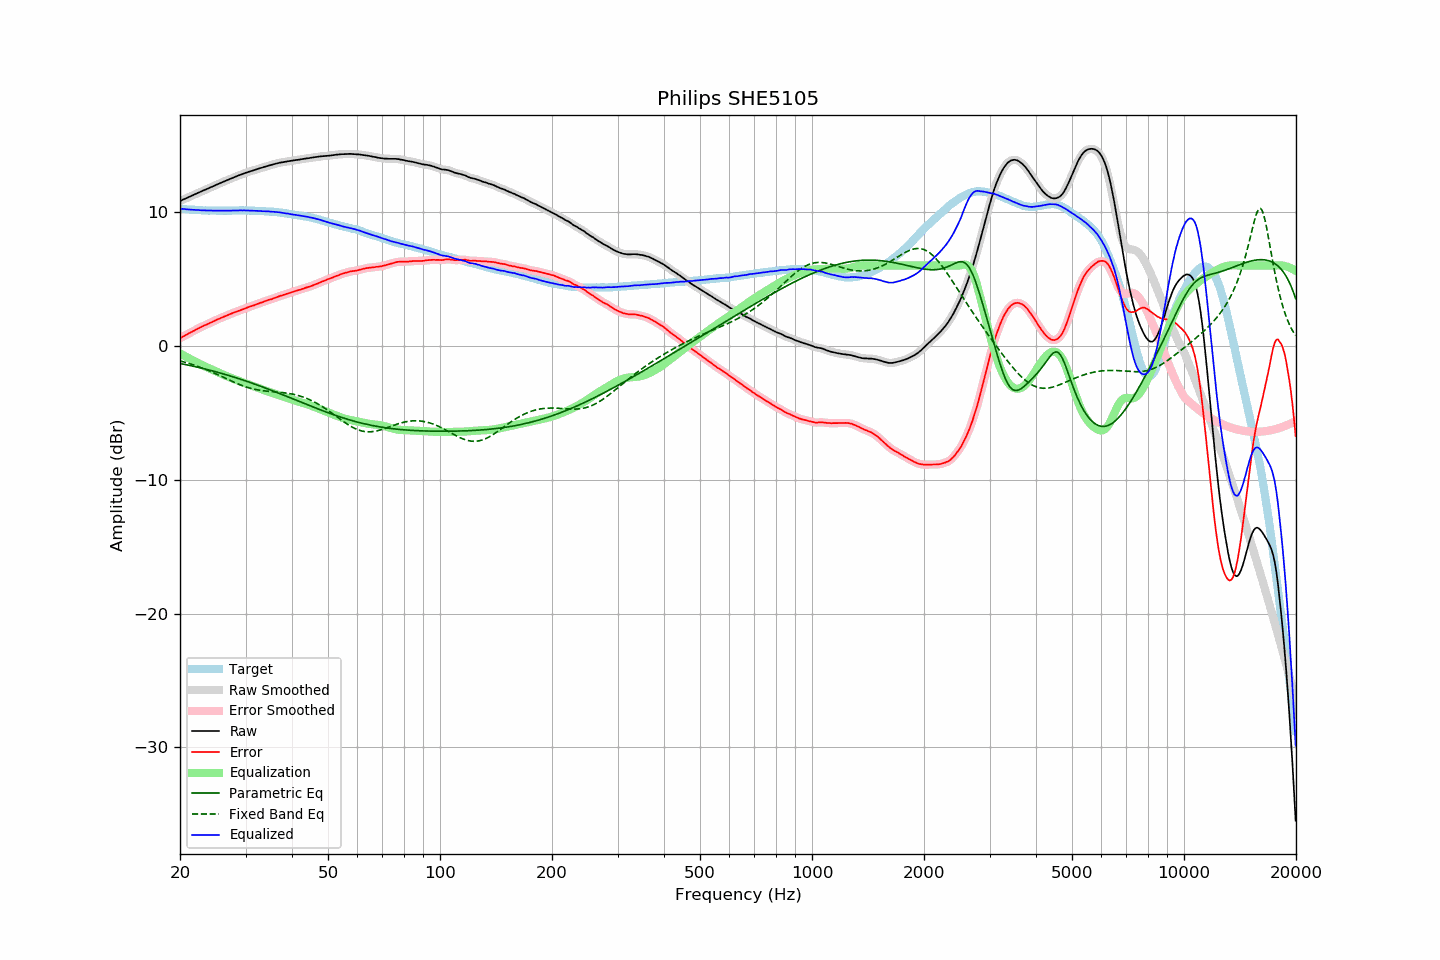 Philips SHE5105
Amplitude (dBr)
10
0
−10
−20
−30
Target
Raw Smoothed
Error Smoothed
Raw
Error
Equalization
Parametric Eq
Fixed Band Eq
Equalized
20 50 100 200 500 1000 2000 5000 10000 20000
Frequency (Hz)